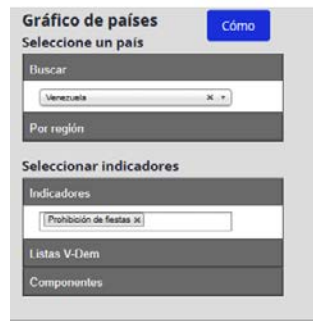 Gráfico de países
Cómo
Seleccione un país
Buscar
Venezuela × ▾
Por región
Seleccionar indicadores
Indicadores
Prohibición de fiestas ×
Listas V-Dem
Componentes